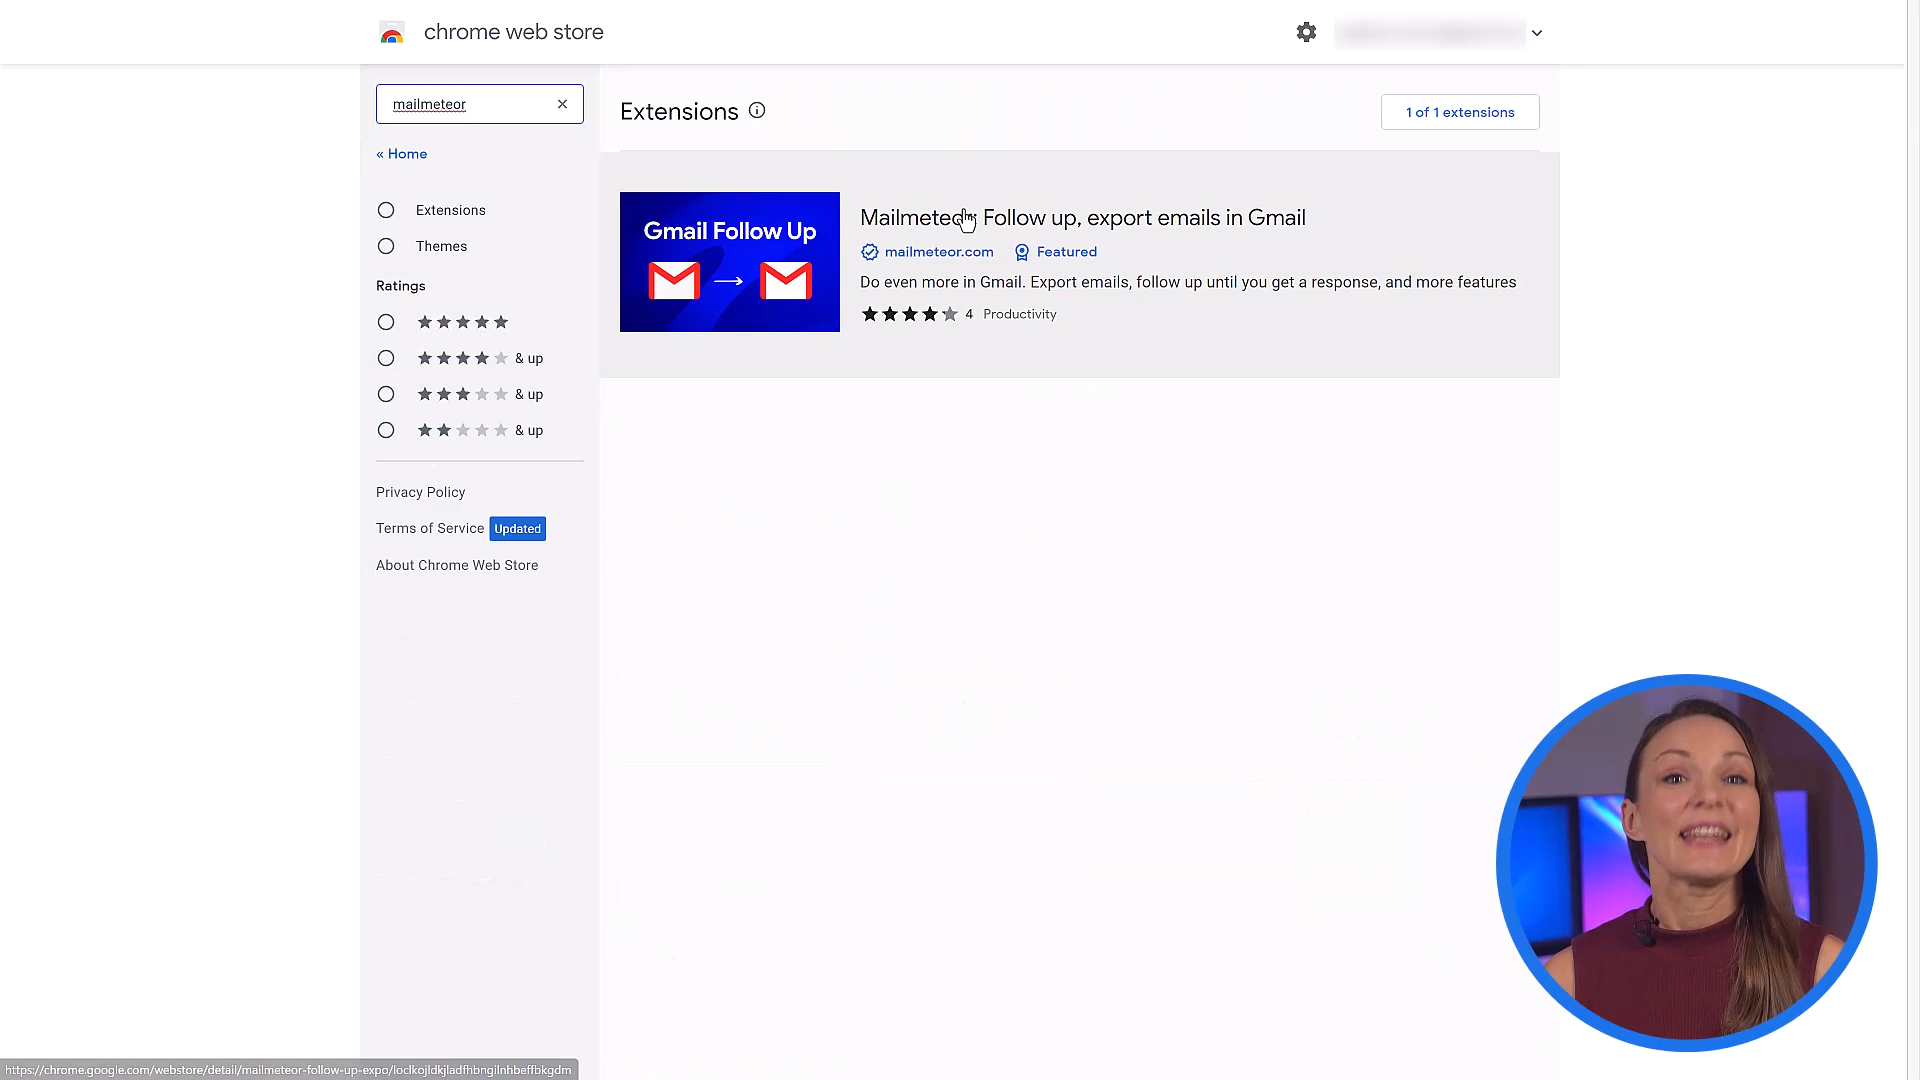 chrome web store
mailmeteor
« Home
Extensions
Themes
Ratings
& up
& up
& up
Privacy Policy
Terms of Service Updated
About Chrome Web Store
Extensions
1 of 1 extensions
Gmail Follow Up
Mailmeteor: Follow up, export emails in Gmail
mailmeteor.com Featured
Do even more in Gmail. Export emails, follow up until you get a response, and more features
4 Productivity
https://chrome.google.com/webstore/detail/mailmeteor-follow-up-expo/loclkojldkjladfhbngilnhbeffbkgdm